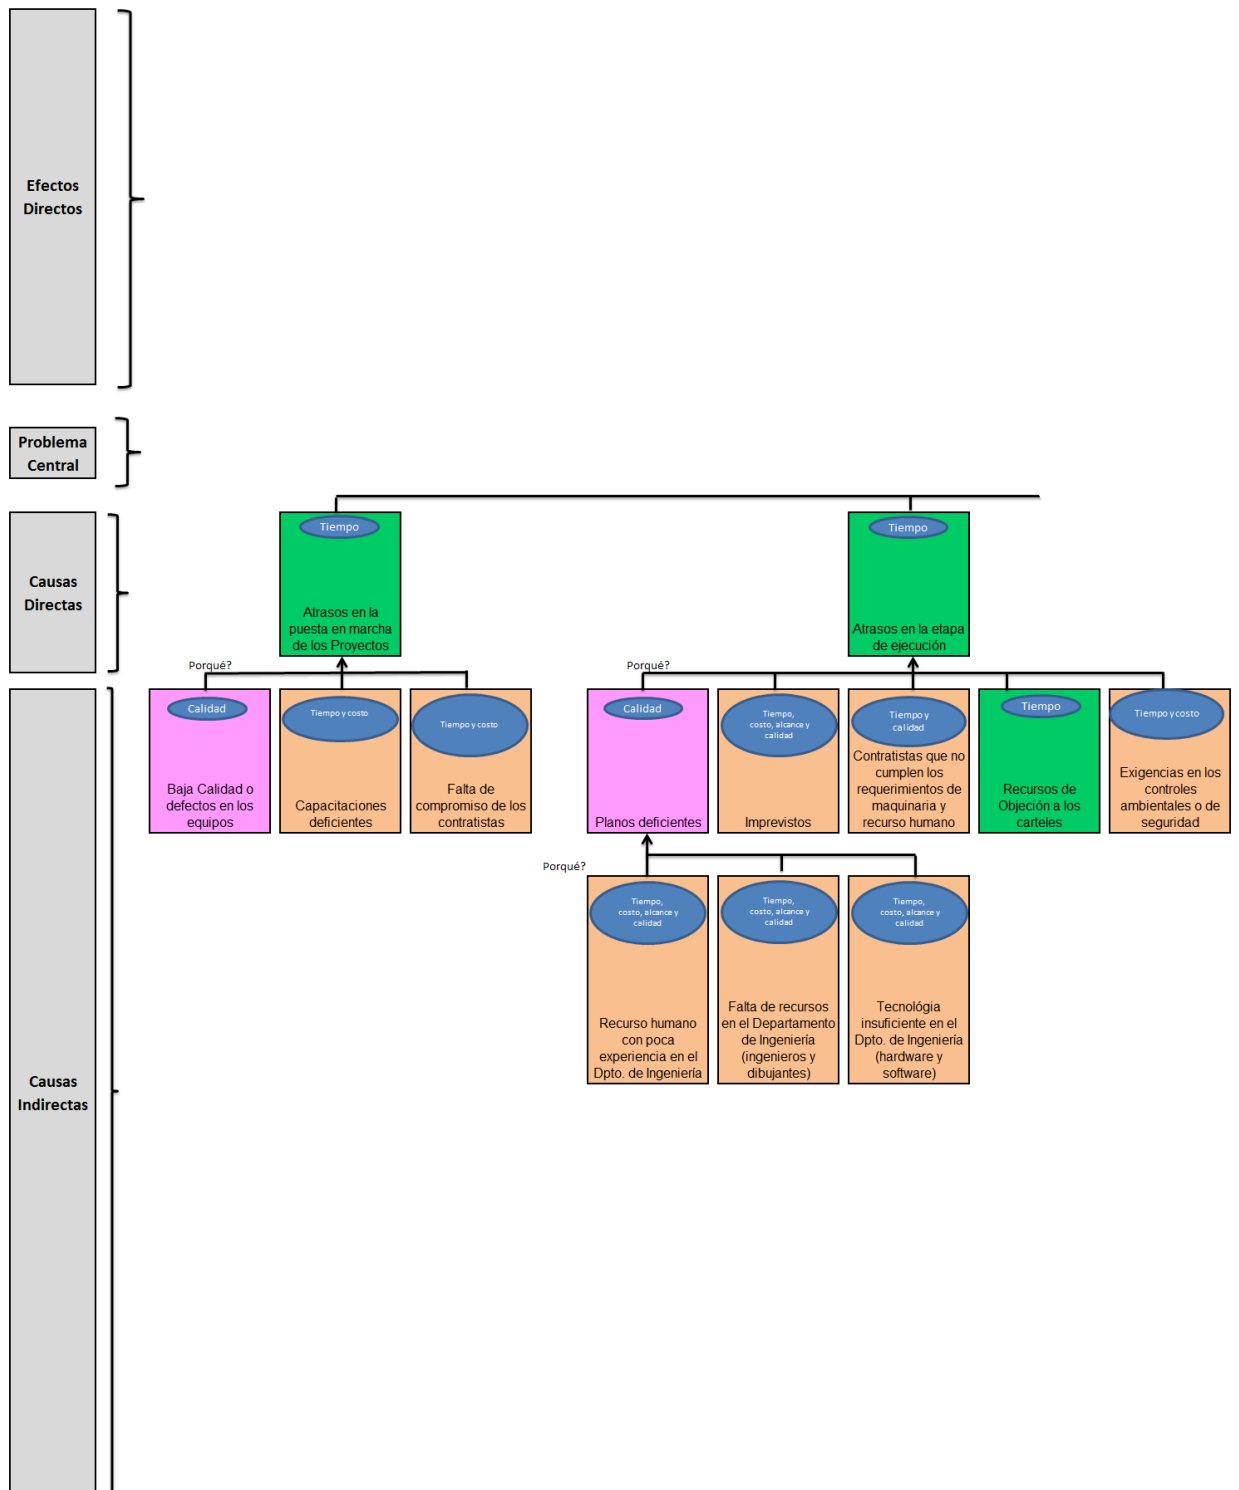 Efectos
Directos
Problema
Central
Causas
Directas
Tiempo
Atrasos en la
puesta en marcha
de los Proyectos
Tiempo
Atrasos en la etapa
de ejecución
Causas
Indirectas
Porqué?
Calidad
Baja Calidad o
defectos en los
equipos
Tiempo y costo
Capacitaciones
deficientes
Tiempo y costo
Falta de
compromiso de los
contratistas
Porqué?
Calidad
Planos deficientes
Tiempo,
costo, alcance y
calidad
Imprevistos
Tiempo y
calidad
Contratistas que no
cumplen los
requerimientos de
maquinaria y
recurso humano
Tiempo
Recursos de
Objeción a los
carteles
Tiempo y costo
Exigencias en los
controles
ambientales o de
seguridad
Porqué?
Tiempo,
costo, alcance y
calidad
Recurso humano
con poca
experiencia en el
Dpto. de Ingeniería
Tiempo,
costo, alcance y
calidad
Falta de recursos
en el Departamento
de Ingeniería
(ingenieros y
dibujantes)
Tiempo,
costo, alcance y
calidad
Tecnológia
insuficiente en el
Dpto. de Ingeniería
(hardware y
software)